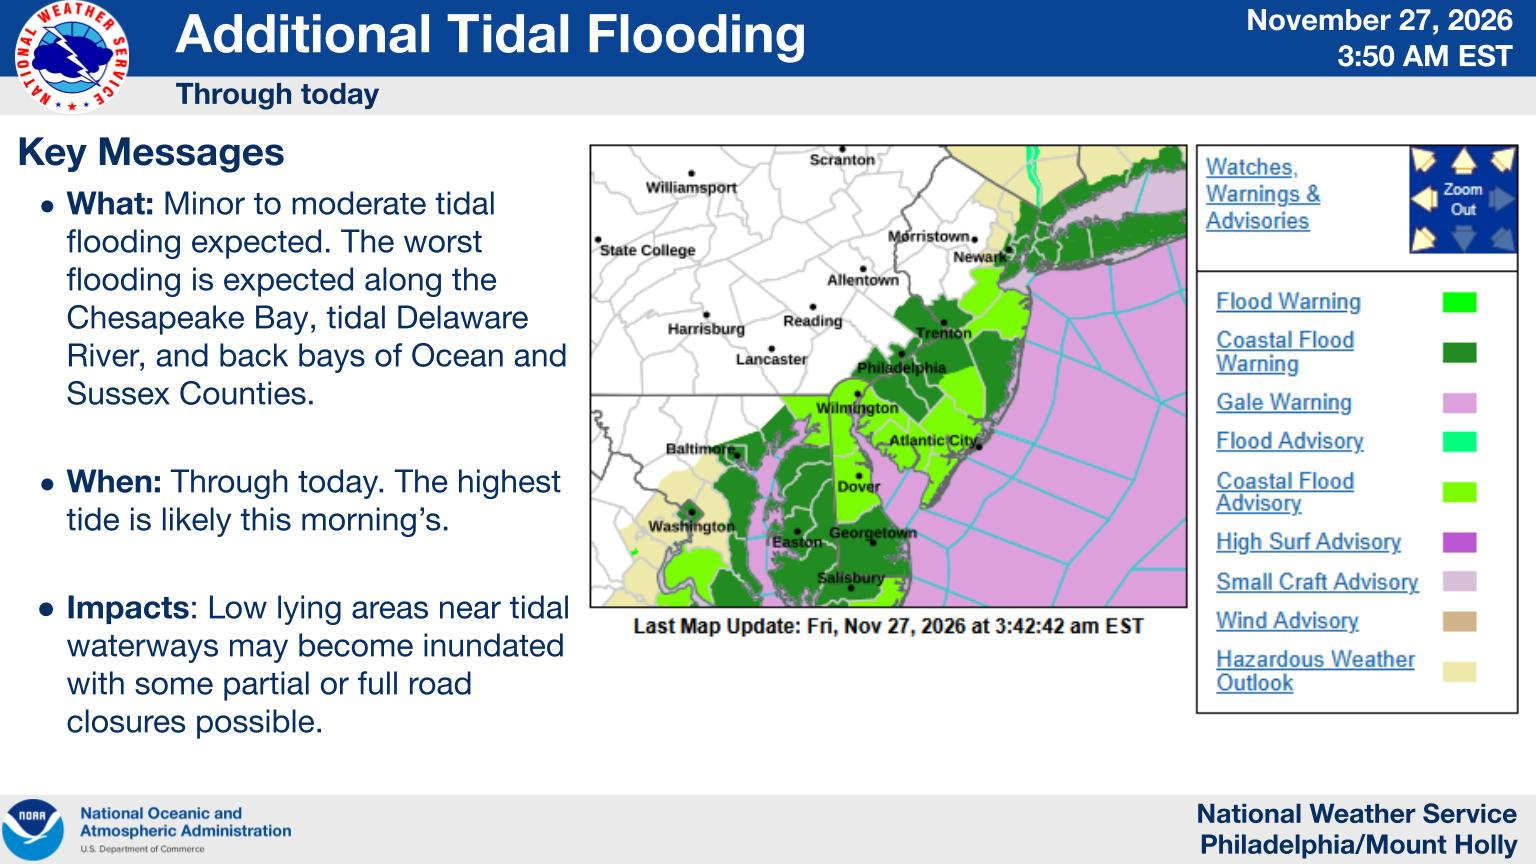 NATIONAL WEATHER SERVICE
Additional Tidal Flooding
November 27, 2026
3:50 AM EST
Through today
Key Messages
• What: Minor to moderate tidal
flooding expected. The worst
flooding is expected along the
Chesapeake Bay, tidal Delaware
River, and back bays of Ocean and
Sussex Counties.
• When: Through today. The highest
tide is likely this morning’s.
• Impacts: Low lying areas near tidal
waterways may become inundated
with some partial or full road
closures possible.
Scranton
Williamsport
Morristown
State College
Newark
Allentown
Reading
Harrisburg
Trenton
Lancaster
Philadelphia
Wilmington
Atlantic City
Baltimore
Dover
Washington
Georgetown
Easton
Salisbury
Last Map Update: Fri, Nov 27, 2026 at 3:42:42 am EST
Watches,
Warnings &
Advisories
Zoom
Out
Flood Warning
Coastal Flood
Warning
Gale Warning
Flood Advisory
Coastal Flood
Advisory
High Surf Advisory
Small Craft Advisory
Wind Advisory
Hazardous Weather
Outlook
NOAA
National Oceanic and
Atmospheric Administration
U.S. Department of Commerce
National Weather Service
Philadelphia/Mount Holly